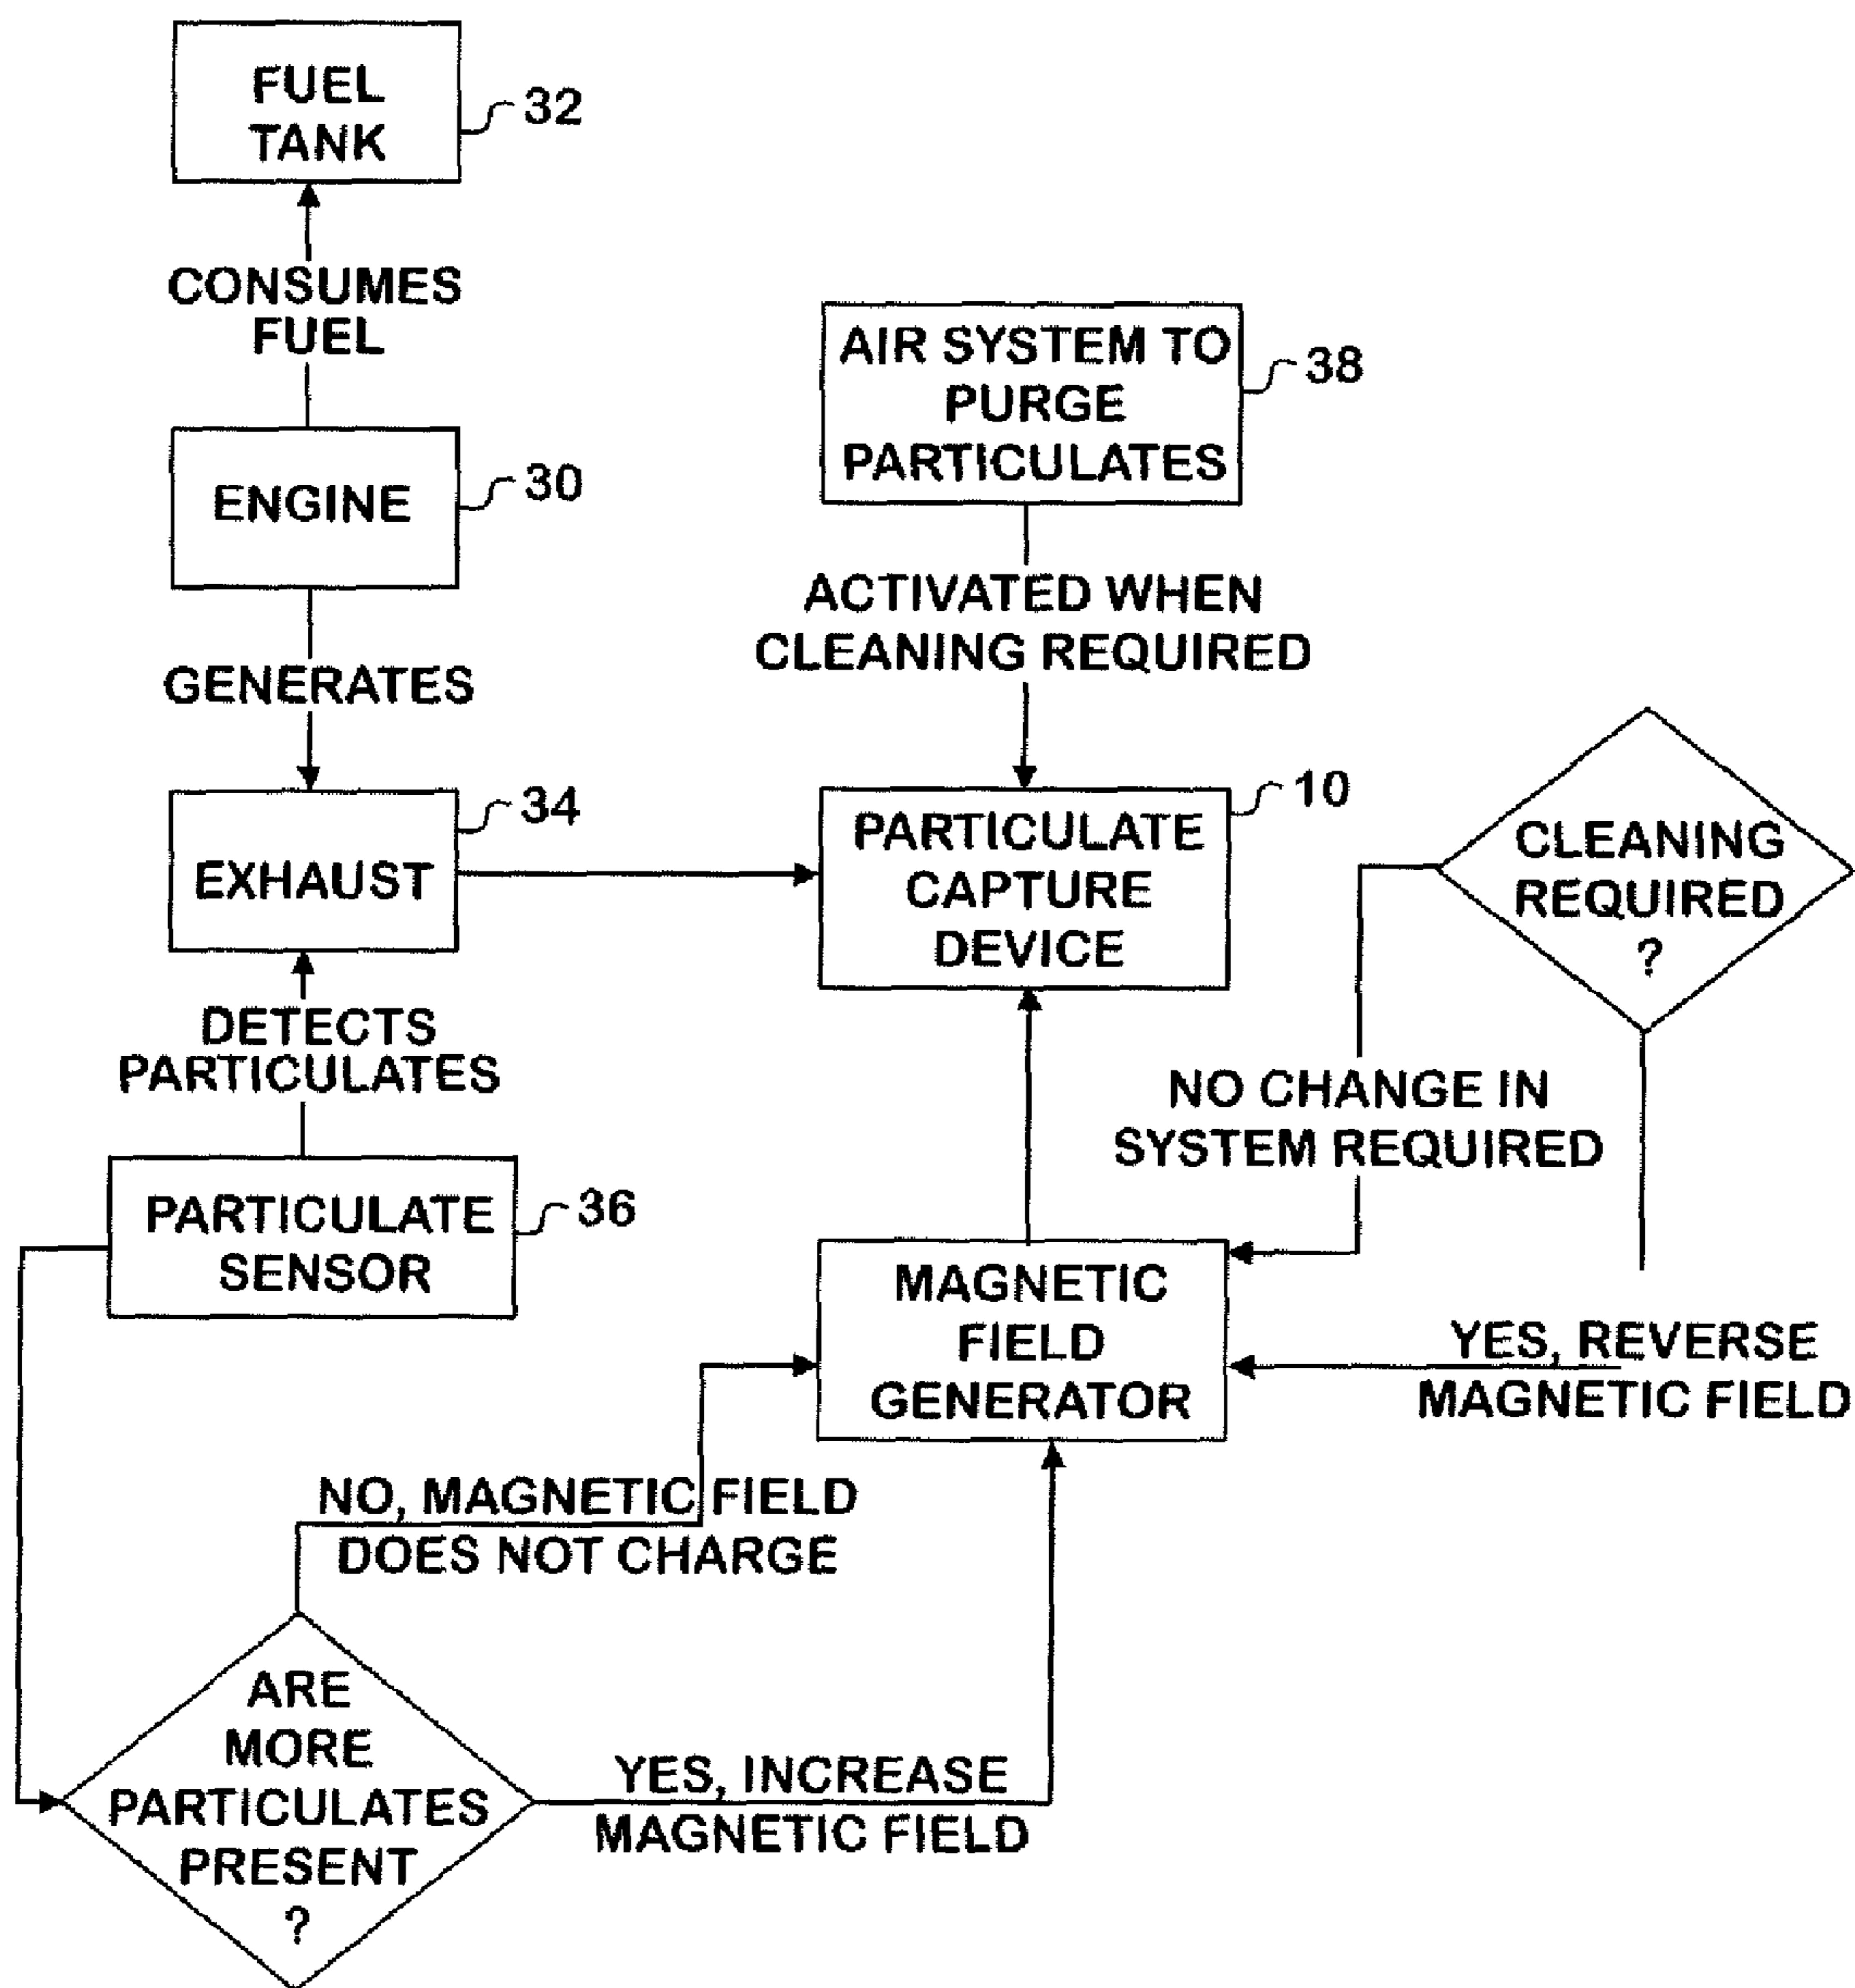 FUEL
TANK
32
CONSUMES
FUEL
ENGINE
30
GENERATES
EXHAUST
34
DETECTS
PARTICULATES
PARTICULATE
SENSOR
36
AIR SYSTEM TO
PURGE
PARTICULATES
38
ACTIVATED WHEN
CLEANING REQUIRED
PARTICULATE
CAPTURE
DEVICE
10
CLEANING
REQUIRED
?
NO CHANGE IN
SYSTEM REQUIRED
MAGNETIC
FIELD
GENERATOR
YES, REVERSE
MAGNETIC FIELD
NO, MAGNETIC FIELD
DOES NOT CHARGE
ARE
MORE
PARTICULATES
PRESENT
?
YES, INCREASE
MAGNETIC FIELD